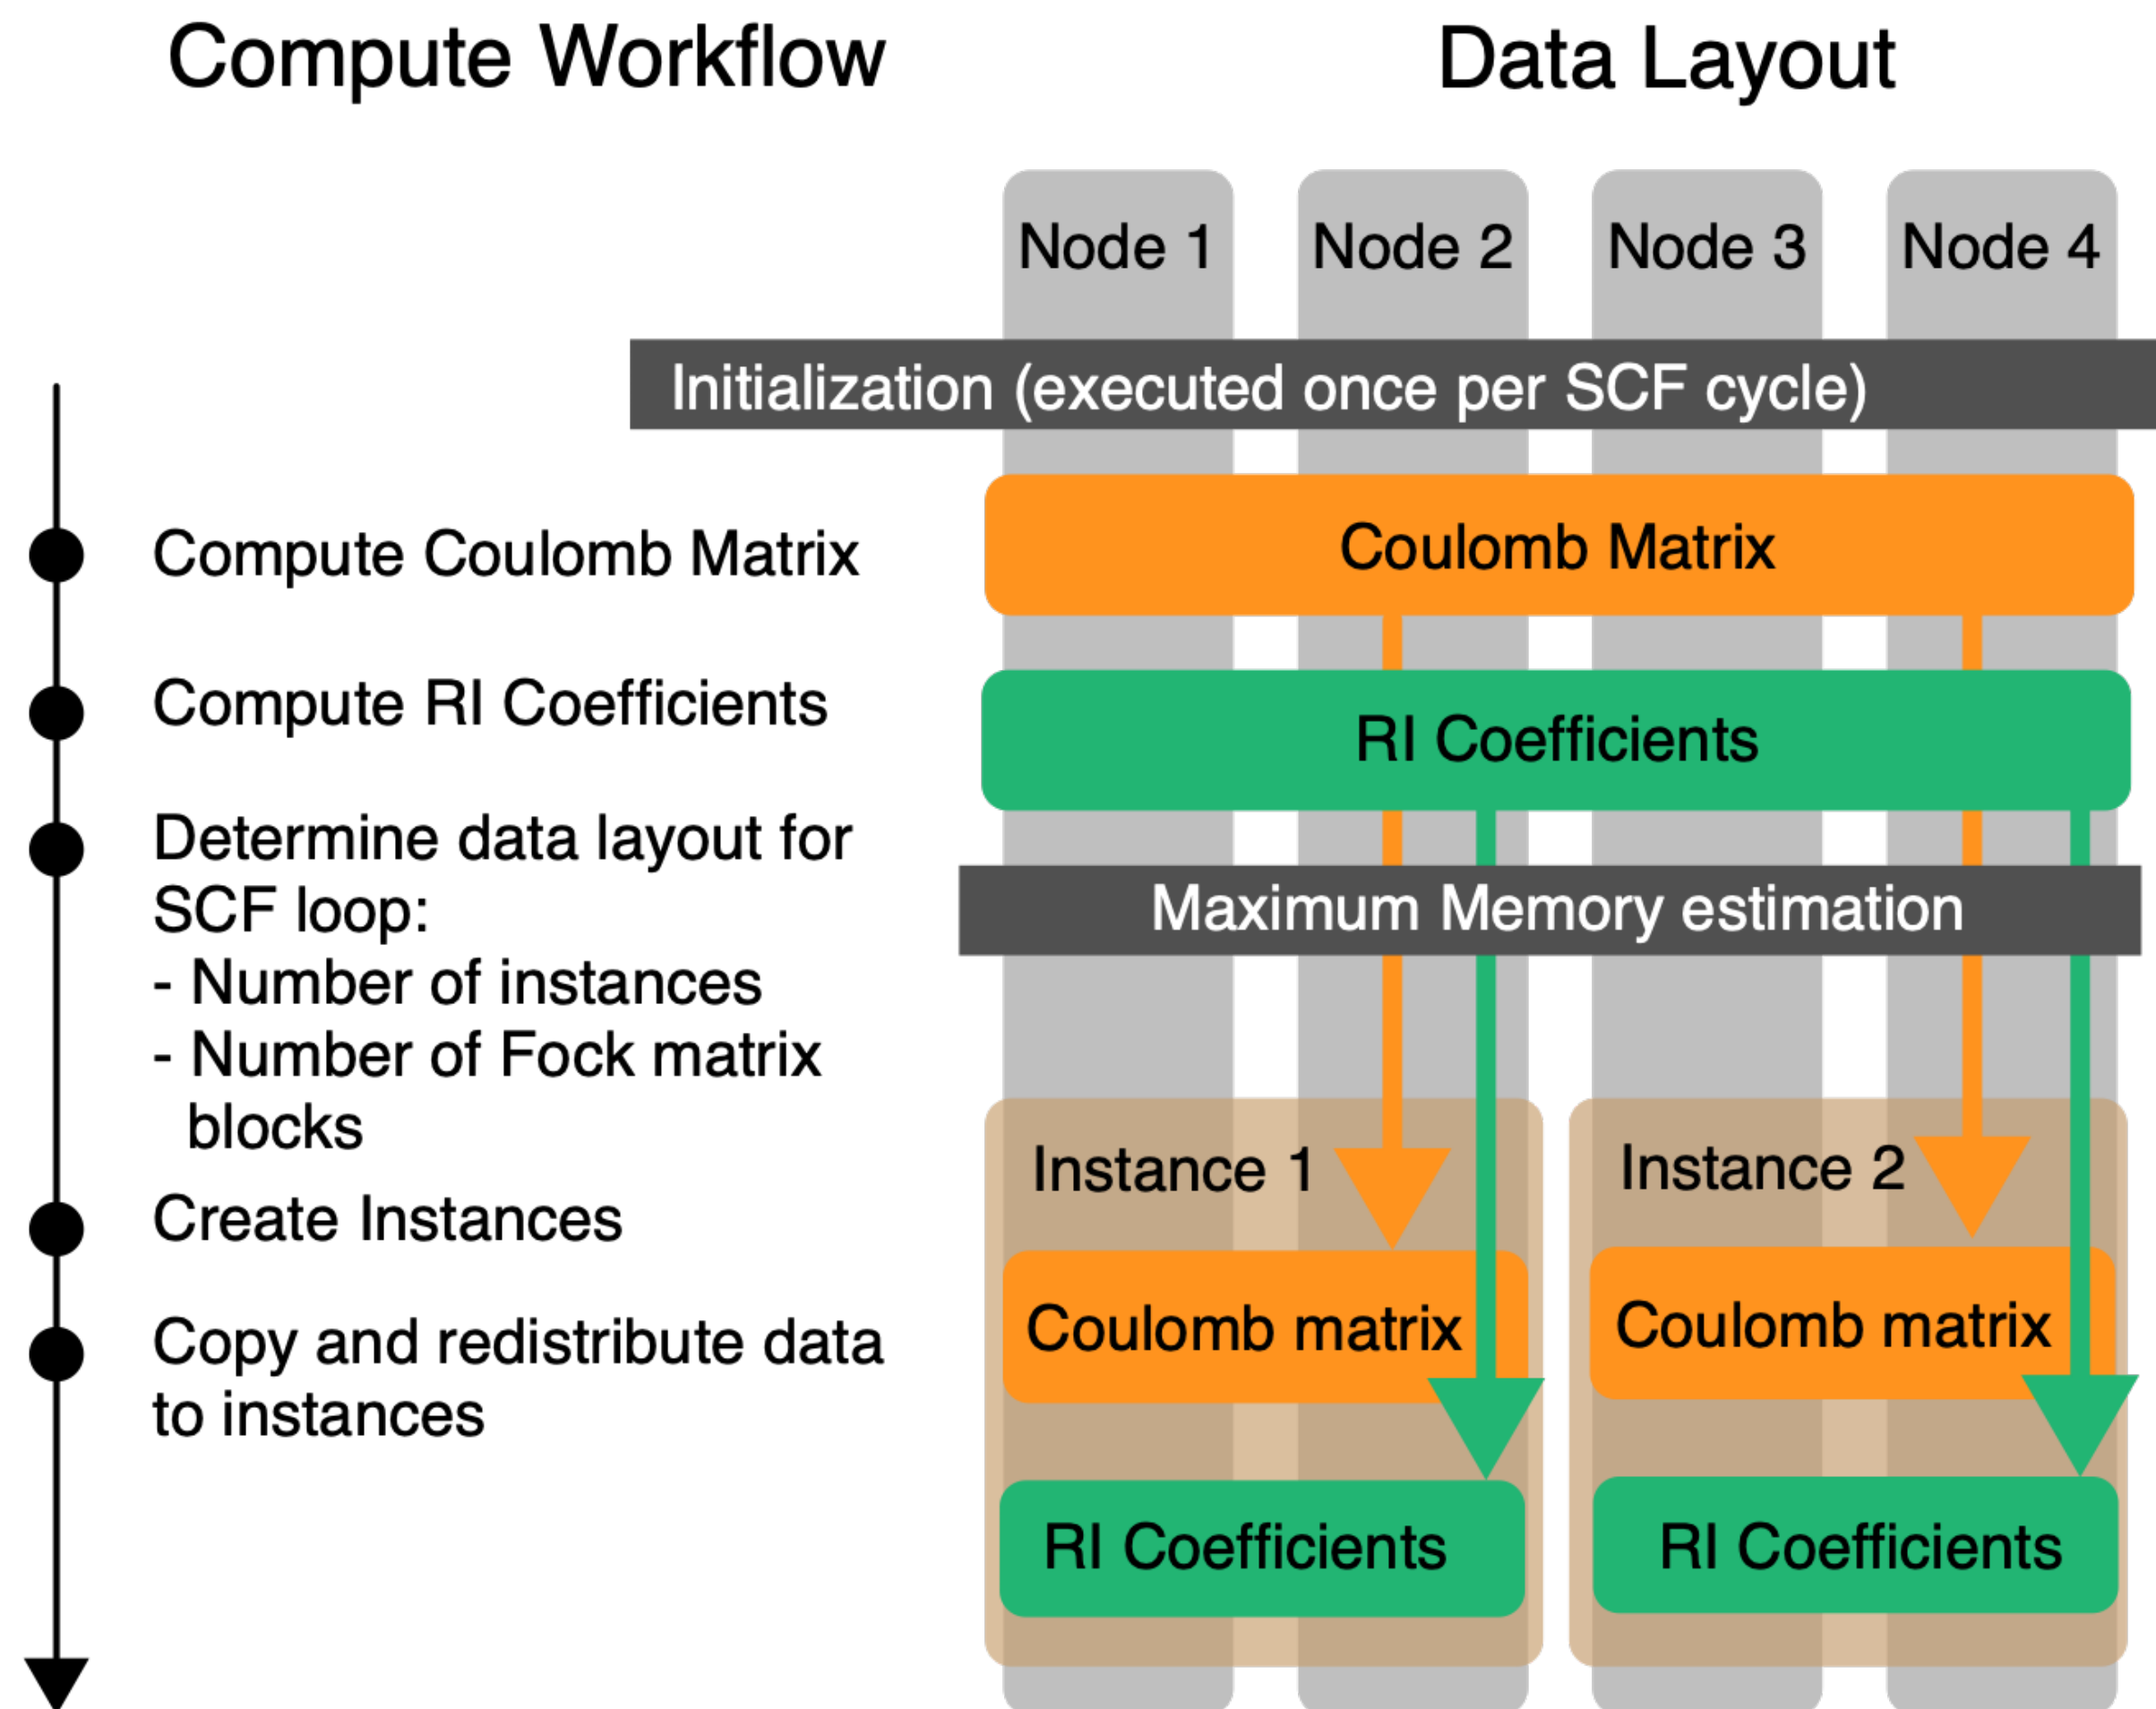 Compute Workflow
Data Layout
Node 1
Node 2
Node 3
Node 4
Initialization (executed once per SCF cycle)
Compute Coulomb Matrix
Coulomb Matrix
Compute RI Coefficients
RI Coefficients
Determine data layout for
SCF loop:
- Number of instances
- Number of Fock matrix
blocks
Maximum Memory estimation
Create Instances
Instance 1
Instance 2
Copy and redistribute data
to instances
Coulomb matrix
Coulomb matrix
RI Coefficients
RI Coefficients